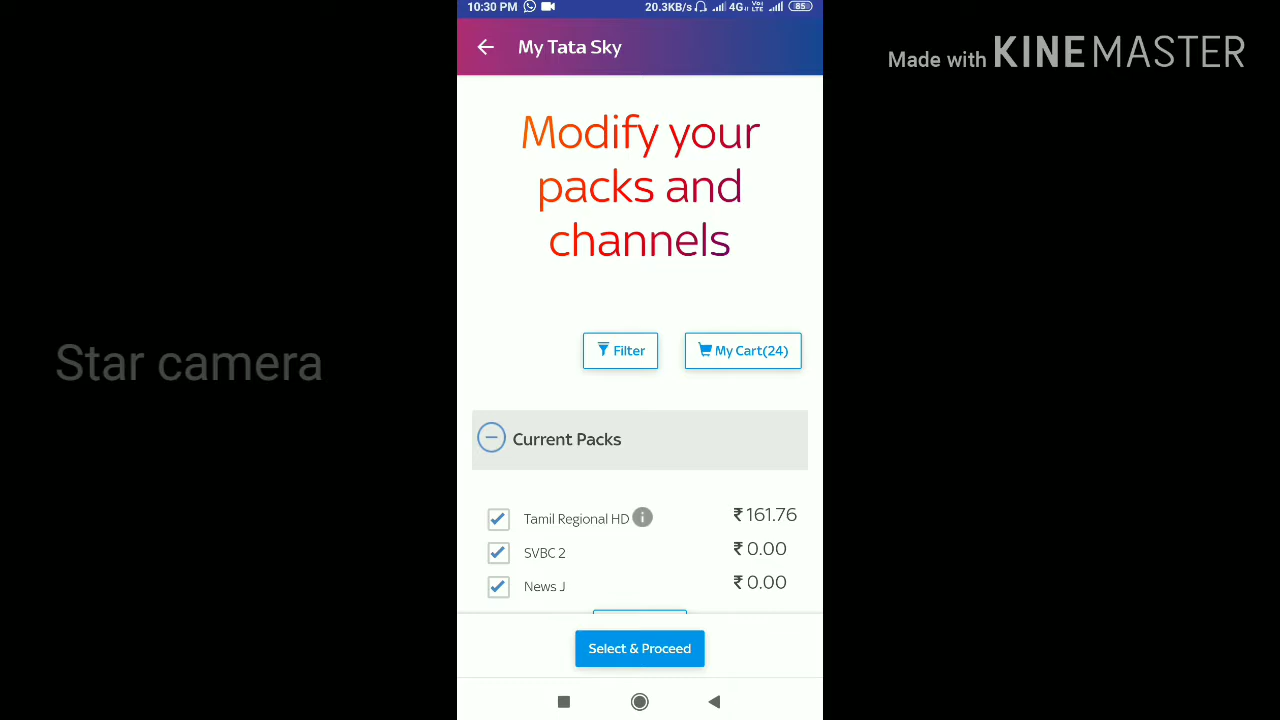 10:30 PM 20.3KB/s 4G Vo) LTE 85
My Tata Sky
Made with KINEMASTER
Modify your
packs and
channels
Filter My Cart(24)
Star camera
Current Packs
Tamil Regional HD i ₹ 161.76
SVBC 2 ₹ 0.00
News J ₹ 0.00
Select & Proceed